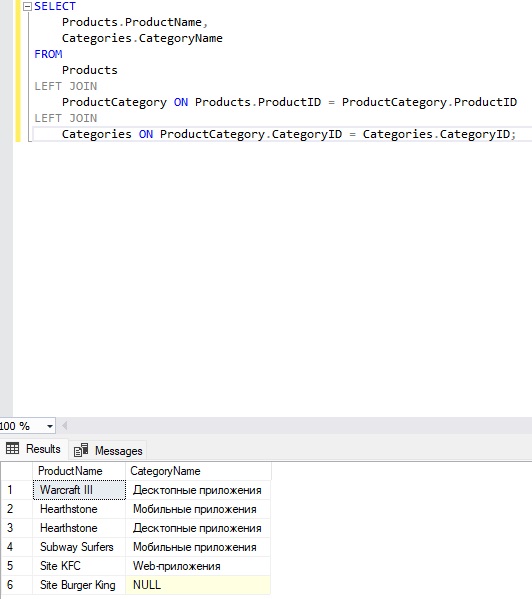 SELECT
Products.ProductName,
Categories.CategoryName
FROM
Products
LEFT JOIN
ProductCategory ON Products.ProductID = ProductCategory.ProductID
LEFT JOIN
Categories ON ProductCategory.CategoryID = Categories.CategoryID;
100 %
Results Messages
ProductName CategoryName
1 Warcraft III Десктопные приложения
2 Hearthstone Мобильные приложения
3 Hearthstone Десктопные приложения
4 Subway Surfers Мобильные приложения
5 Site KFC Web-приложения
6 Site Burger King NULL